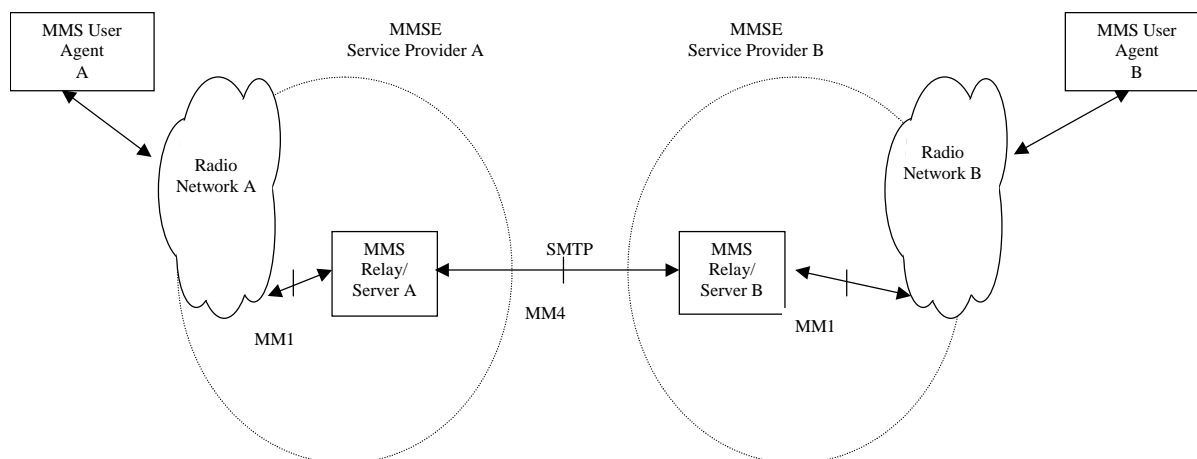 MMS User
Agent
A
MMSE
Service Provider A
MMSE
Service Provider B
MMS User
Agent
B
Radio
Network A
Radio
Network B
MMS
Relay/
Server A
SMTP
MM4
MMS
Relay/
Server B
MM1
MM1